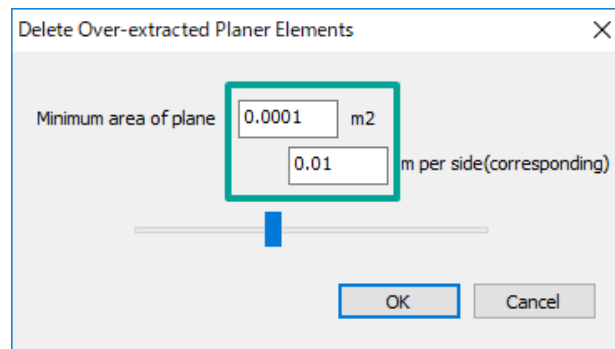 Delete Over-extracted Planer Elements
Minimum area of plane 0.0001 m2
0.01 m per side(corresponding)
OK Cancel